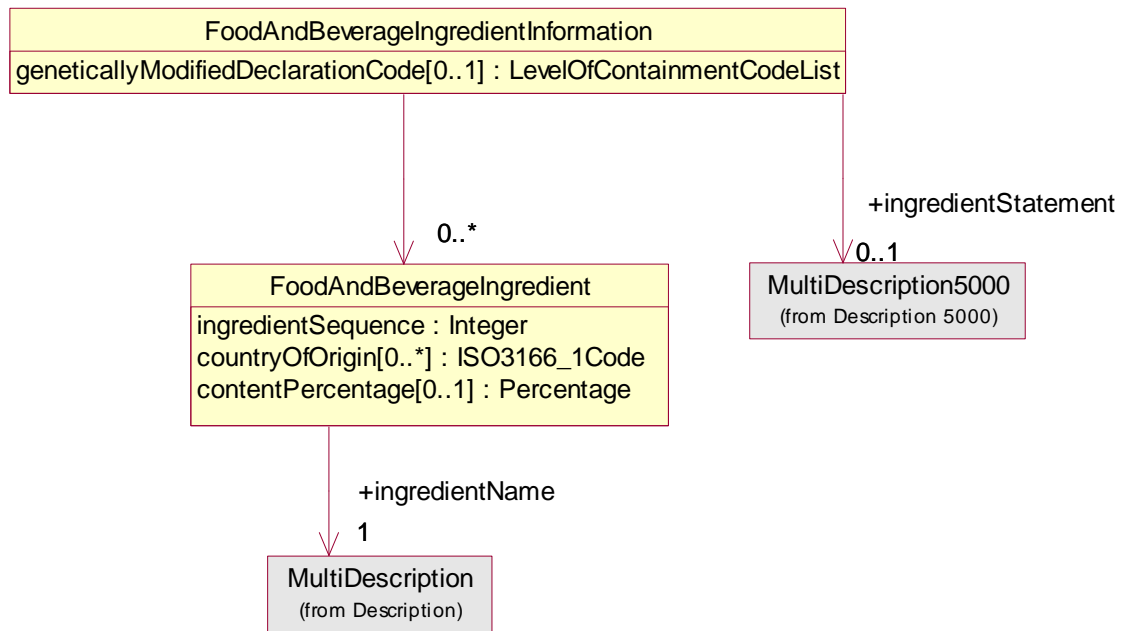 FoodAndBeverageIngredientInformation
geneticallyModifiedDeclarationCode[0..1] : LevelOfContainmentCodeList
+ingredientStatement
0..*
0..1
FoodAndBeverageIngredient
ingredientSequence : Integer
countryOfOrigin[0..*] : ISO3166_1Code
contentPercentage[0..1] : Percentage
MultiDescription5000
(from Description 5000)
+ingredientName
1
MultiDescription
(from Description)